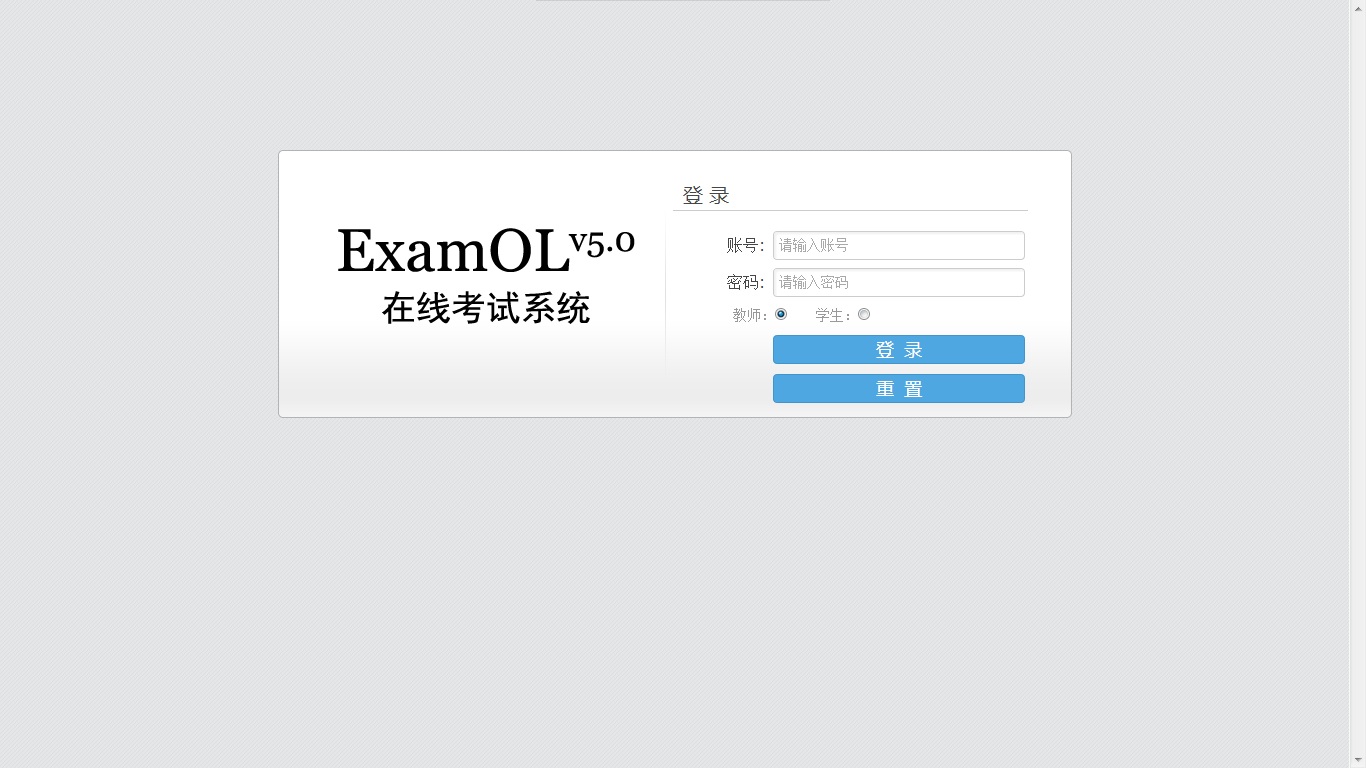 ExamOL v5.0
在线考试系统
登 录
账号：请输入账号
密码：请输入密码
教师： 学生：
登 录
重 置